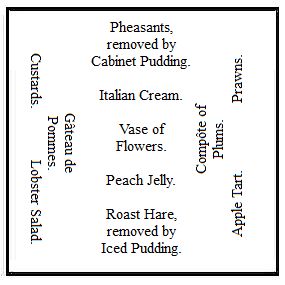 Pheasants,
removed by
Cabinet Pudding.
Custards.
Prawns.
Italian Cream.
Gâteau de
Pommes.
Vase of
Flowers.
Compôte of
Plums.
Peach Jelly.
Lobster Salad.
Apple Tart.
Roast Hare,
removed by
Iced Pudding.